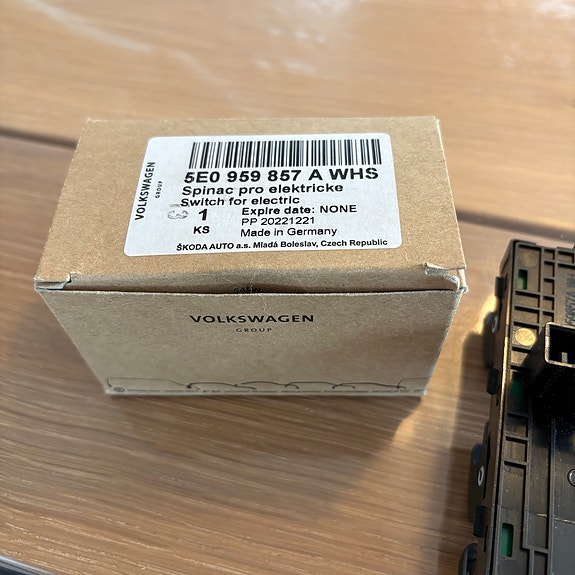 VOLKSWAGEN
GROUP
5E0 959 857 A WHS
Spinac pro elektricke
Switch for electric
1
KS
Expire date: NONE
PP 20221221
Made in Germany
ŠKODA AUTO a.s. Mladá Boleslav, Czech Republic
VOLKSWAGEN
GROUP